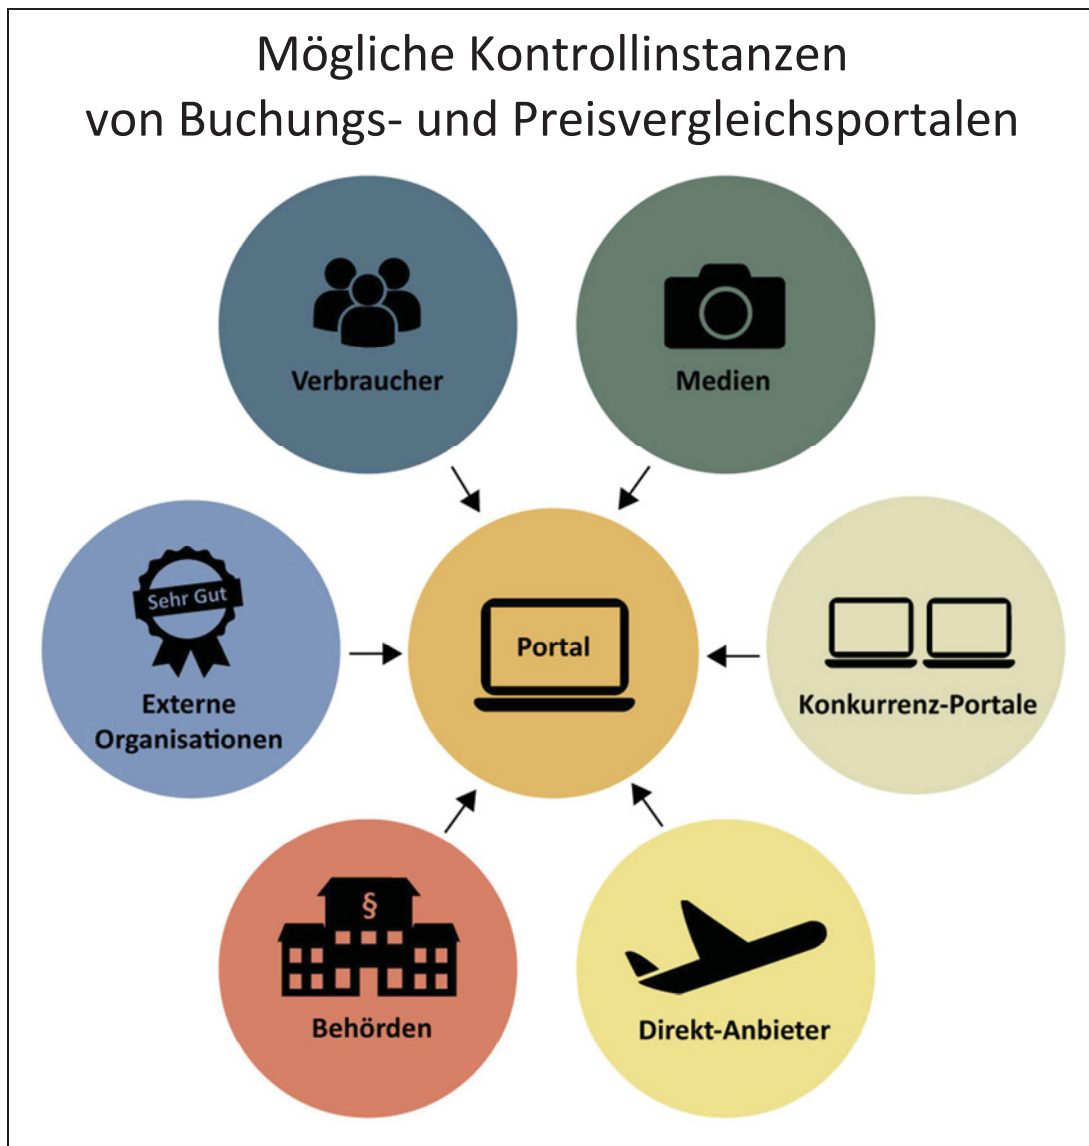 Mögliche Kontrollinstanzen
von Buchungs- und Preisvergleichsportalen
Verbraucher
Medien
Sehr Gut
Externe
Organisationen
Portal
Konkurrenz-Portale
§
Behörden
Direkt-Anbieter